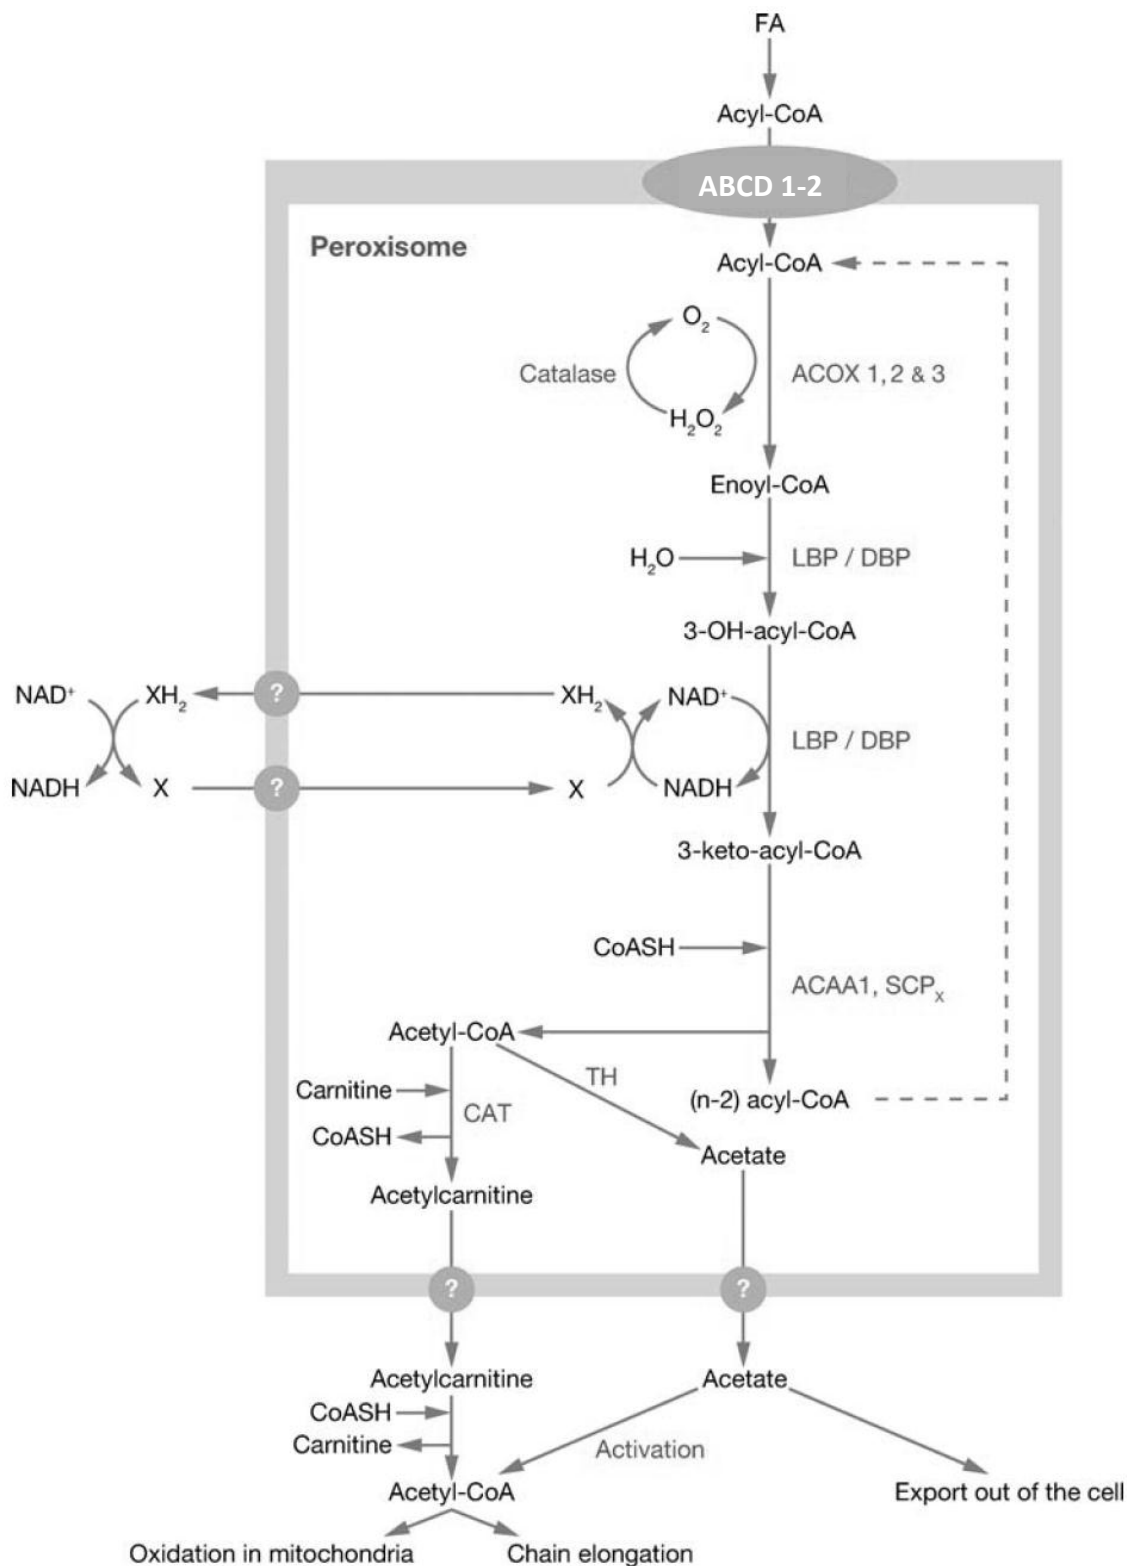 FA
Acyl-CoA
ABCD 1-2
Peroxisome
Acyl-CoA
O₂
Catalase
ACOX 1, 2 & 3
H₂O₂
Enoyl-CoA
H₂O
LBP / DBP
3-OH-acyl-CoA
NAD⁺
XH₂
?
XH₂
NAD⁺
LBP / DBP
NADH
X
?
X
NADH
3-keto-acyl-CoA
CoASH
ACAA1, SCPₓ
Acetyl-CoA
TH
Carnitine
CAT
(n-2) acyl-CoA
CoASH
Acetate
Acetylcarnitine
?
?
Acetylcarnitine
Acetate
CoASH
Carnitine
Activation
Acetyl-CoA
Export out of the cell
Oxidation in mitochondria
Chain elongation